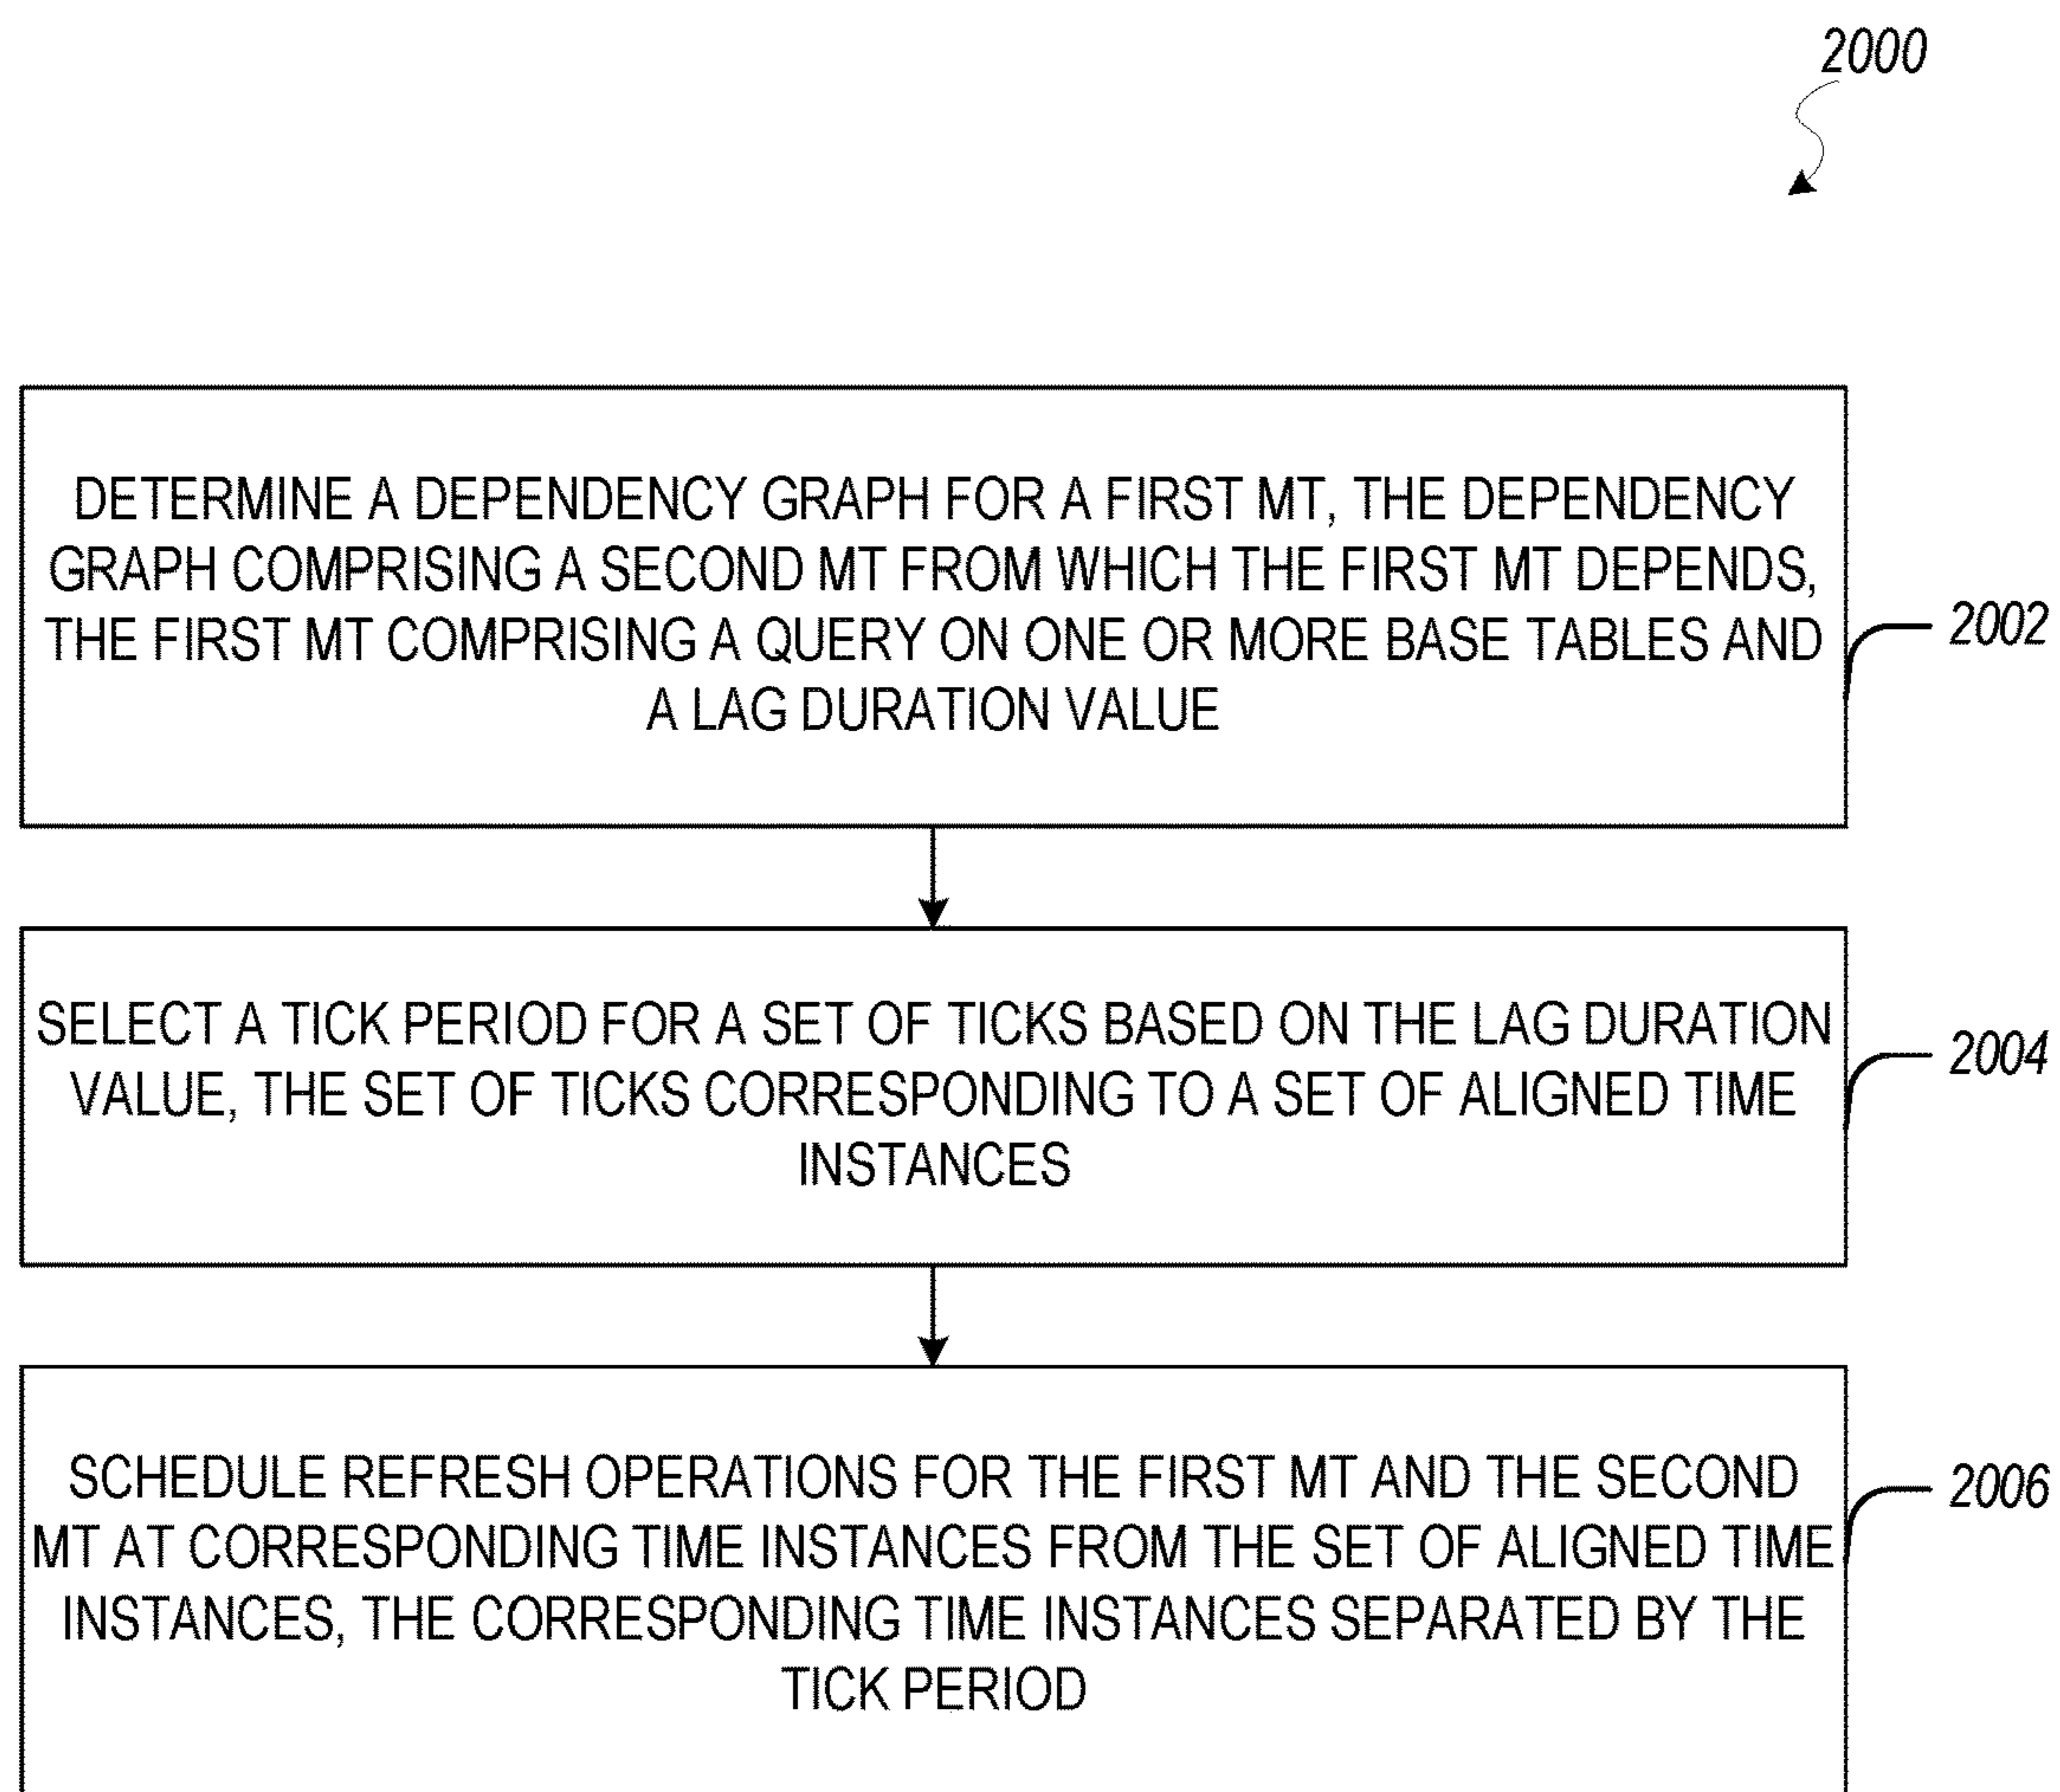 2000
DETERMINE A DEPENDENCY GRAPH FOR A FIRST MT, THE DEPENDENCY
GRAPH COMPRISING A SECOND MT FROM WHICH THE FIRST MT DEPENDS,
THE FIRST MT COMPRISING A QUERY ON ONE OR MORE BASE TABLES AND
A LAG DURATION VALUE
2002
SELECT A TICK PERIOD FOR A SET OF TICKS BASED ON THE LAG DURATION
VALUE, THE SET OF TICKS CORRESPONDING TO A SET OF ALIGNED TIME
INSTANCES
2004
SCHEDULE REFRESH OPERATIONS FOR THE FIRST MT AND THE SECOND
MT AT CORRESPONDING TIME INSTANCES FROM THE SET OF ALIGNED TIME
INSTANCES, THE CORRESPONDING TIME INSTANCES SEPARATED BY THE
TICK PERIOD
2006